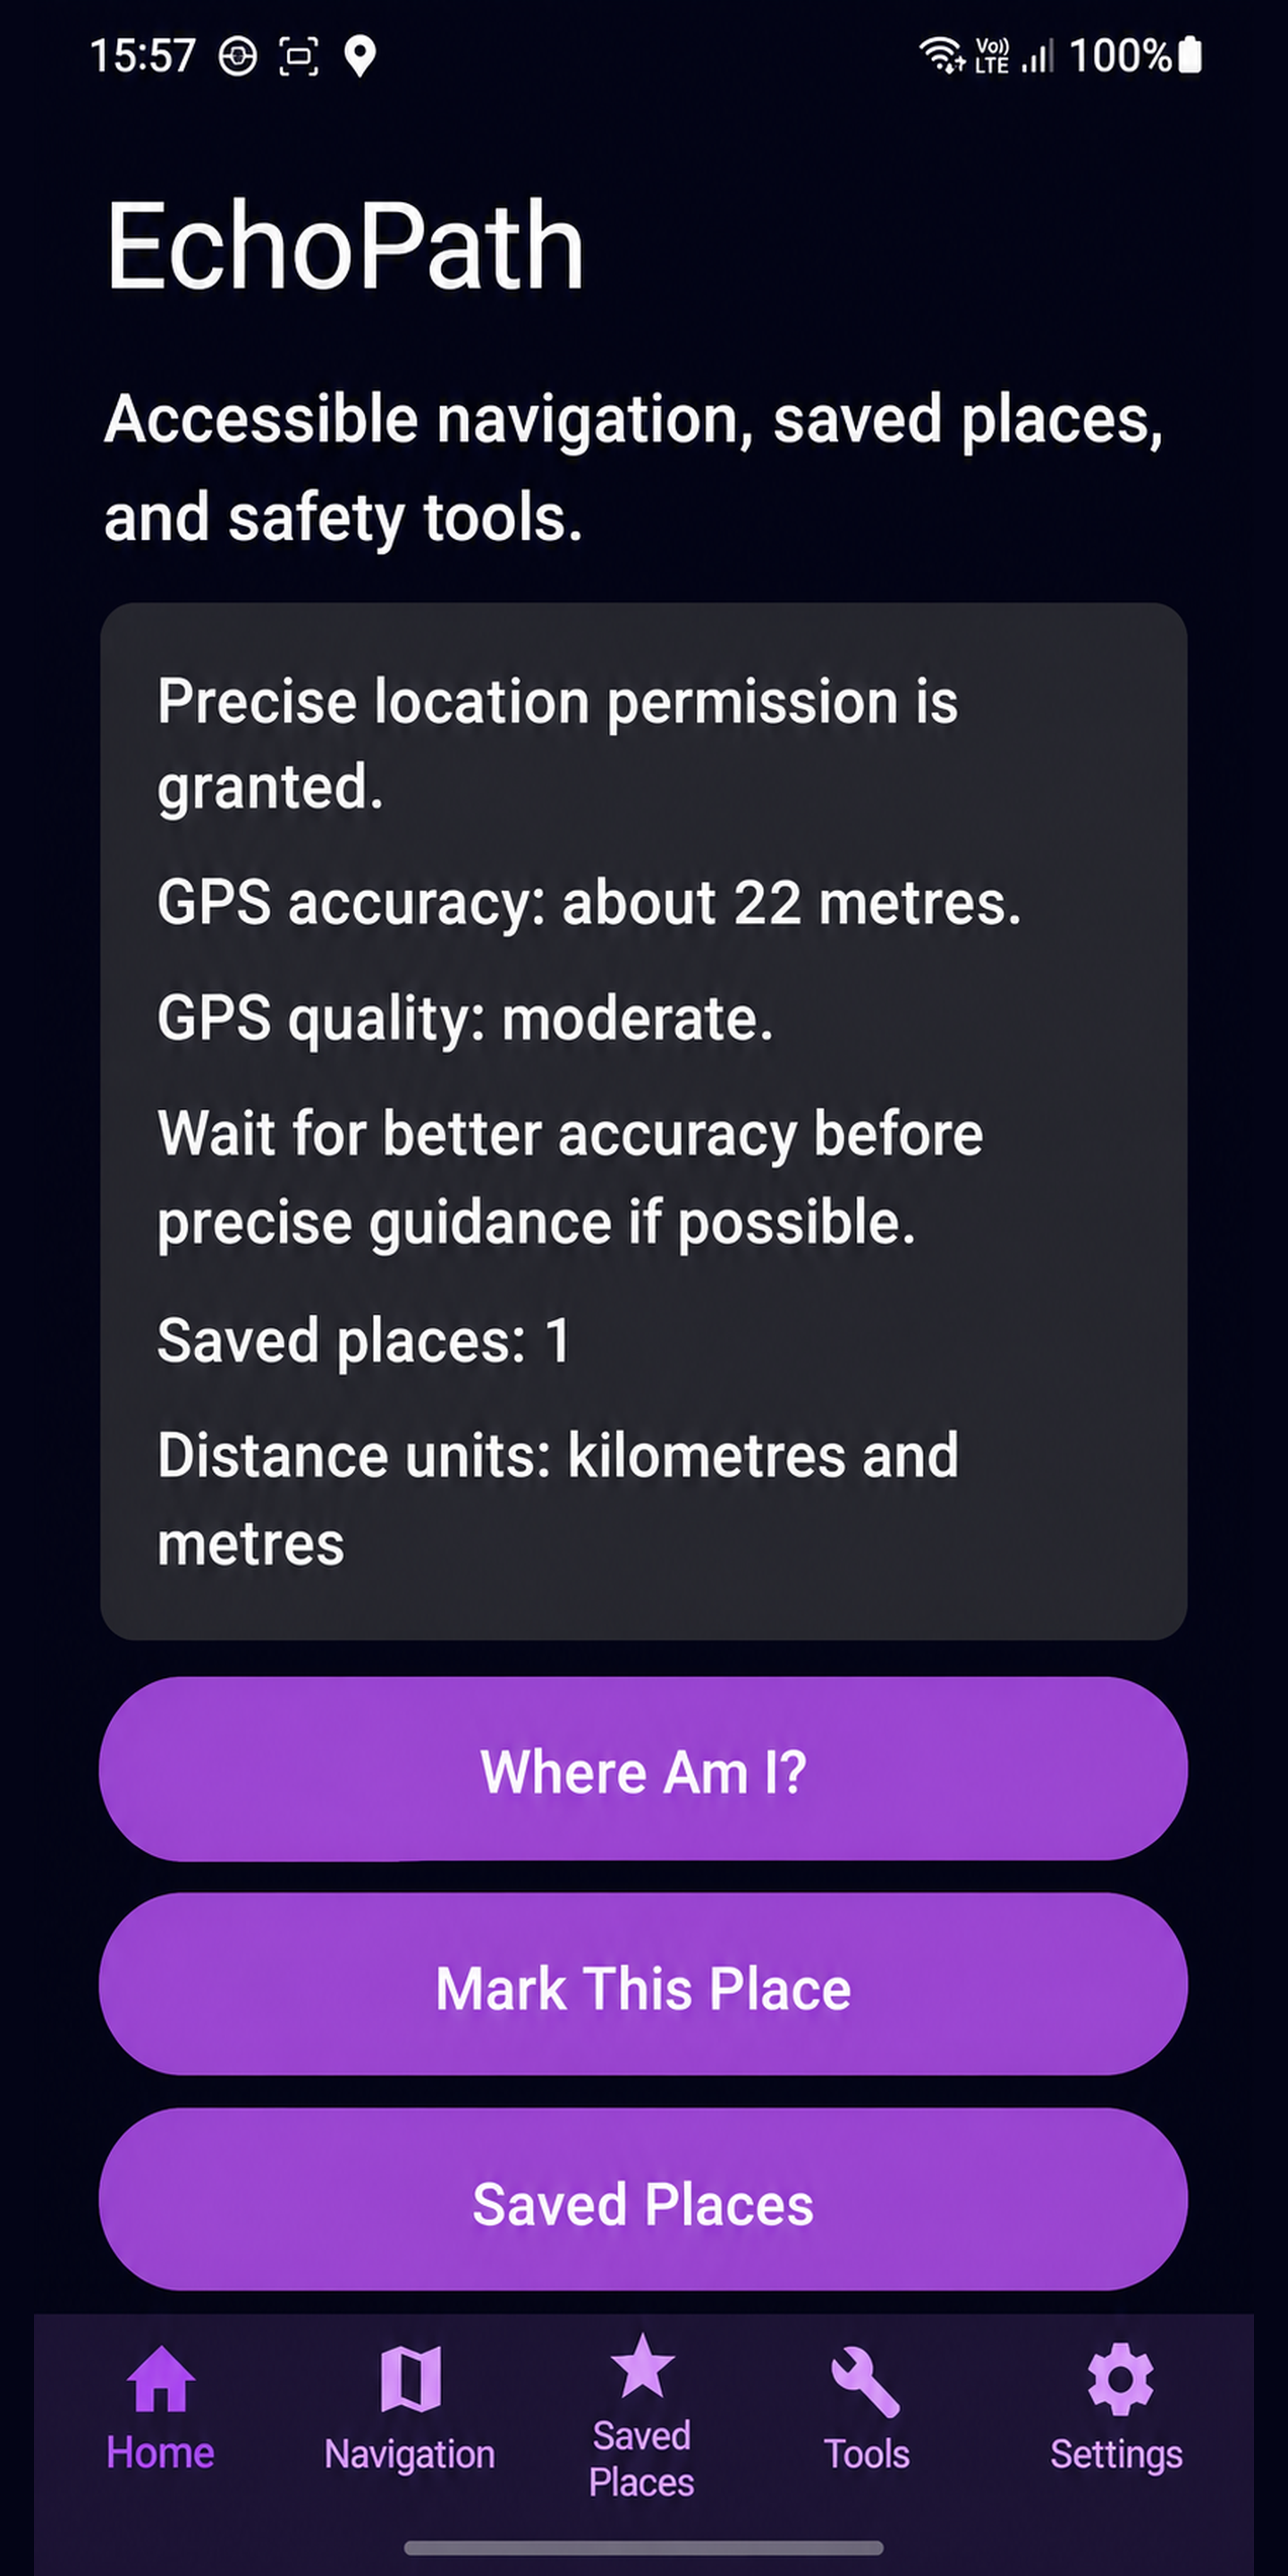 15:57 Vo)) LTE 100%
EchoPath
Accessible navigation, saved places,
and safety tools.
Precise location permission is
granted.
GPS accuracy: about 22 metres.
GPS quality: moderate.
Wait for better accuracy before
precise guidance if possible.
Saved places: 1
Distance units: kilometres and
metres
Where Am I?
Mark This Place
Saved Places
Home
Navigation
Saved
Places
Tools
Settings